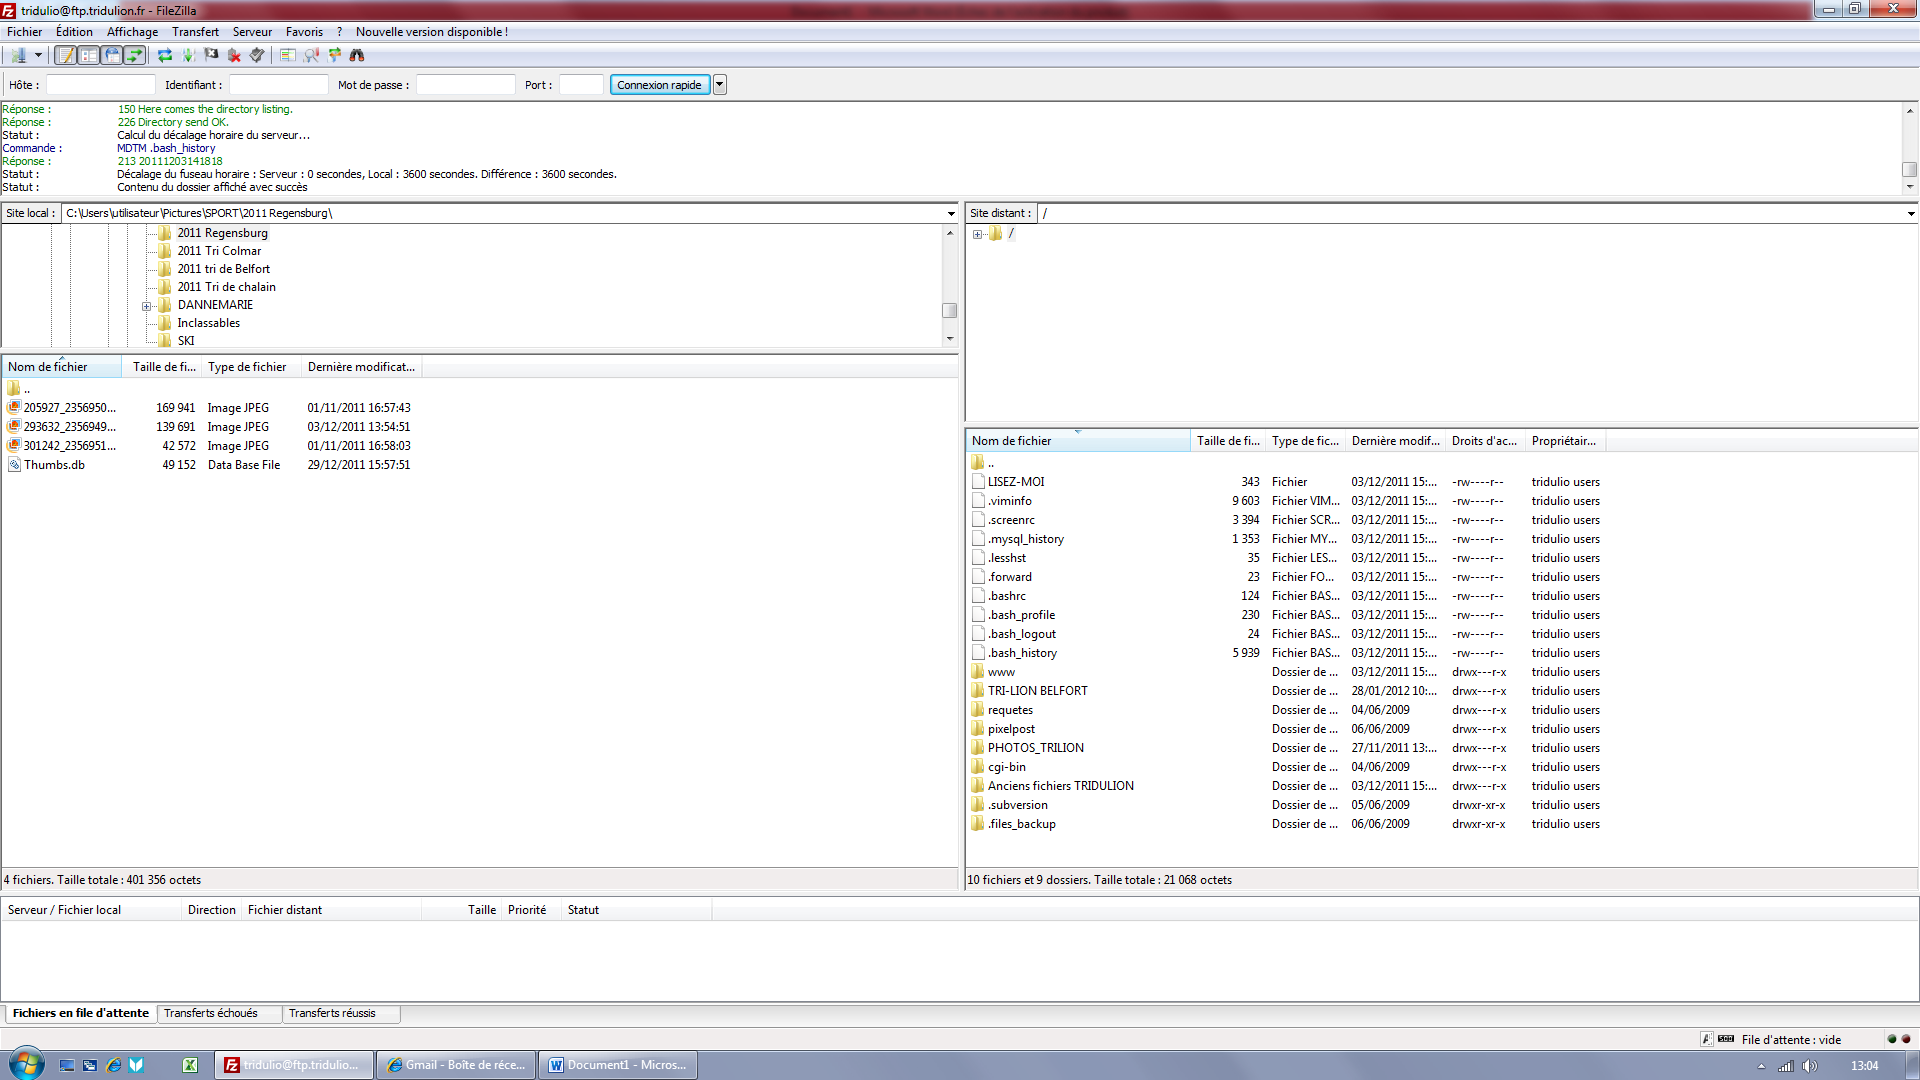 tridulio@ftp.tridulion.fr - FileZilla
Fichier Édition Affichage Transfert Serveur Favoris ? Nouvelle version disponible !
Hôte : Identifiant : Mot de passe : Port : Connexion rapide
Réponse : 150 Here comes the directory listing.
Réponse : 226 Directory send OK.
Statut : Calcul du décalage horaire du serveur...
Commande : MDTM .bash_history
Réponse : 213 20111203141818
Statut : Décalage du fuseau horaire : Serveur : 0 secondes, Local : 3600 secondes. Différence : 3600 secondes.
Statut : Contenu du dossier affiché avec succès
Site local : C:\Users\utilisateur\Pictures\SPORT\2011 Regensburg\
2011 Regensburg
2011 Tri Colmar
2011 tri de Belfort
2011 Tri de chalain
DANNEMARIE
Inclassables
SKI
Nom de fichier Taille de fi... Type de fichier Dernière modificat...
..
205927_2356950... 169 941 Image JPEG 01/11/2011 16:57:43
293632_2356949... 139 691 Image JPEG 03/12/2011 13:54:51
301242_2356951... 42 572 Image JPEG 01/11/2011 16:58:03
Thumbs.db 49 152 Data Base File 29/12/2011 15:57:51
4 fichiers. Taille totale : 401 356 octets
Site distant : /
/
Nom de fichier Taille de fi... Type de fic... Dernière modif... Droits d'ac... Propriétair...
..
LISEZ-MOI 343 Fichier 03/12/2011 15:... -rw----r-- tridulio users
.viminfo 9 603 Fichier VIM... 03/12/2011 15:... -rw----r-- tridulio users
.screenrc 3 394 Fichier SCR... 03/12/2011 15:... -rw----r-- tridulio users
.mysql_history 1 353 Fichier MY... 03/12/2011 15:... -rw----r-- tridulio users
.lesshst 35 Fichier LES... 03/12/2011 15:... -rw----r-- tridulio users
.forward 23 Fichier FO... 03/12/2011 15:... -rw----r-- tridulio users
.bashrc 124 Fichier BAS... 03/12/2011 15:... -rw----r-- tridulio users
.bash_profile 230 Fichier BAS... 03/12/2011 15:... -rw----r-- tridulio users
.bash_logout 24 Fichier BAS... 03/12/2011 15:... -rw----r-- tridulio users
.bash_history 5 939 Fichier BAS... 03/12/2011 15:... -rw----r-- tridulio users
www Dossier de ... 03/12/2011 15:... drwx---r-x tridulio users
TRI-LION BELFORT Dossier de ... 28/01/2012 10:... drwx---r-x tridulio users
requetes Dossier de ... 04/06/2009 drwx---r-x tridulio users
pixelpost Dossier de ... 06/06/2009 drwx---r-x tridulio users
PHOTOS_TRILION Dossier de ... 27/11/2011 13:... drwx---r-x tridulio users
cgi-bin Dossier de ... 04/06/2009 drwx---r-x tridulio users
Anciens fichiers TRIDULION Dossier de ... 03/12/2011 15:... drwx---r-x tridulio users
.subversion Dossier de ... 05/06/2009 drwxr-xr-x tridulio users
.files_backup Dossier de ... 06/06/2009 drwxr-xr-x tridulio users
10 fichiers et 9 dossiers. Taille totale : 21 068 octets
Serveur / Fichier local Direction Fichier distant Taille Priorité Statut
Fichiers en file d'attente Transferts échoués Transferts réussis
File d'attente : vide
tridulio@ftp.tridulio... Gmail - Boîte de réce... Document1 - Micros... 13:04